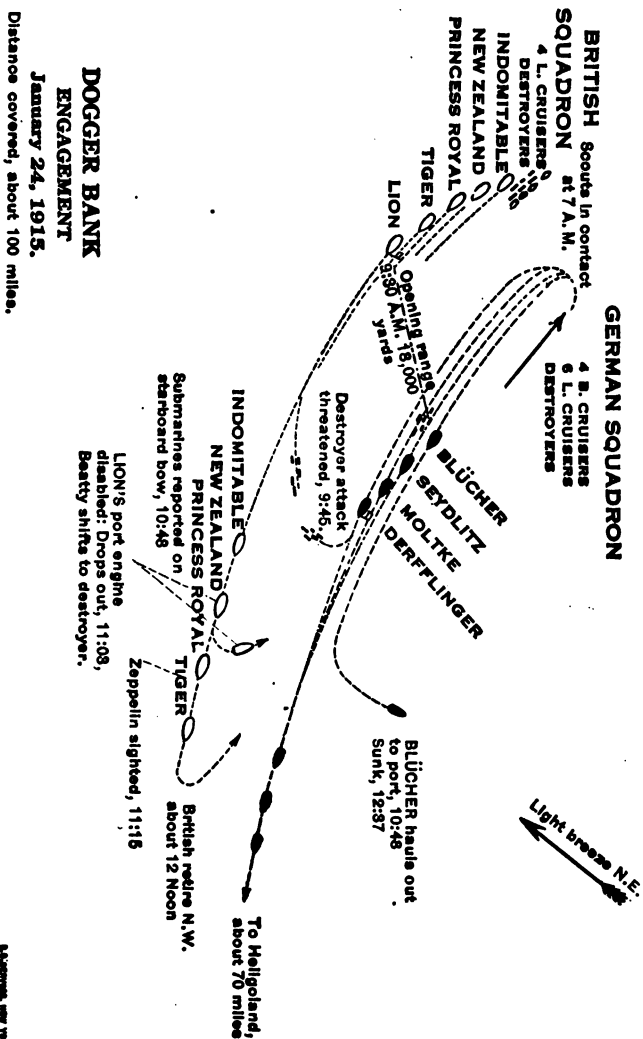 GERMAN SQUADRON
4 B. CRUISERS
6 L. CRUISERS
DESTROYERS
BRITISH
SQUADRON
Scouts in contact
at 7 A.M.
4 L. CRUISERS
DESTROYERS
INDOMITABLE
NEW ZEALAND
PRINCESS ROYAL
TIGER
LION
Opening range
9:30 A.M. 18,000
yards
BLÜCHER
SEYDLITZ
MOLTKE
DERFFLINGER
Light breeze N.E.
Destroyer attack
threatened, 9:45.
BLÜCHER hauls out
to port, 10:48
Sunk, 12:37
INDOMITABLE
NEW ZEALAND
PRINCESS ROYAL
TIGER
Submarines reported on
starboard bow, 10:48
LION'S port engine
disabled: Drops out, 11:03,
Beatty shifts to destroyer.
Zeppelin sighted, 11:15
British retire N.W.
about 12 Noon
To Heligoland,
about 70 miles
DOGGER BANK
ENGAGEMENT
January 24, 1915.
Distance covered, about 100 miles.